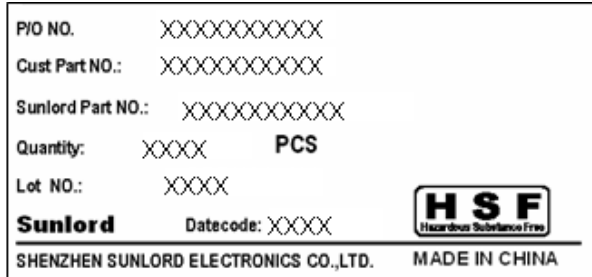 P/O NO. XXXXXXXXXX
Cust Part NO.: XXXXXXXXXX
Sunlord Part NO.: XXXXXXXXXX
Quantity: XXXX PCS
Lot NO.: XXXX
HSF
Hazardous Substance Free
Sunlord Datecode: XXXX
SHENZHEN SUNLORD ELECTRONICS CO.,LTD. MADE IN CHINA